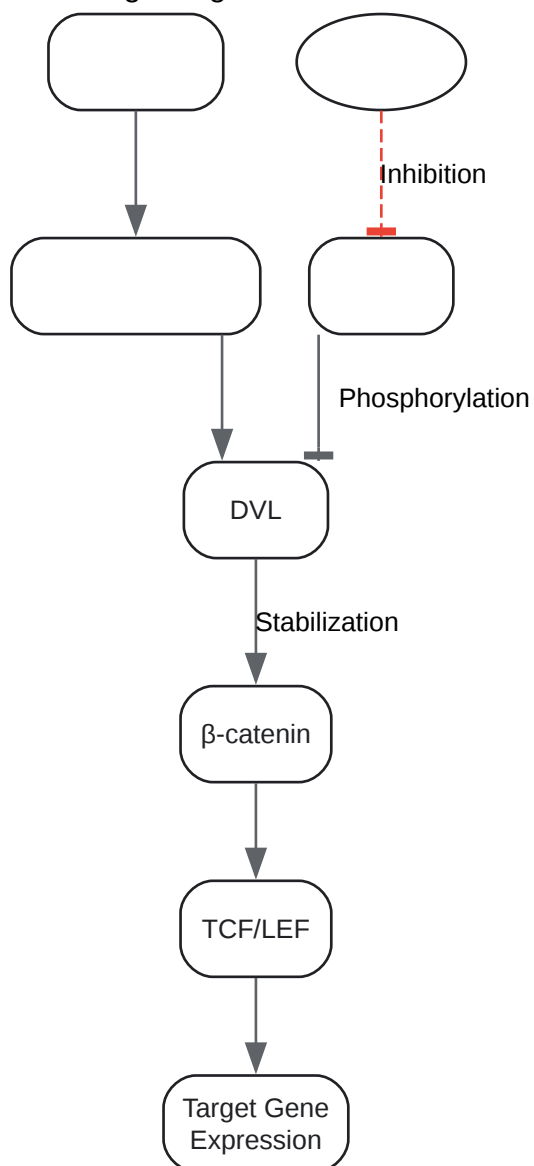 Inhibition
Phosphorylation
DVL
Stabilization
β-catenin
TCF/LEF
Target Gene
Expression